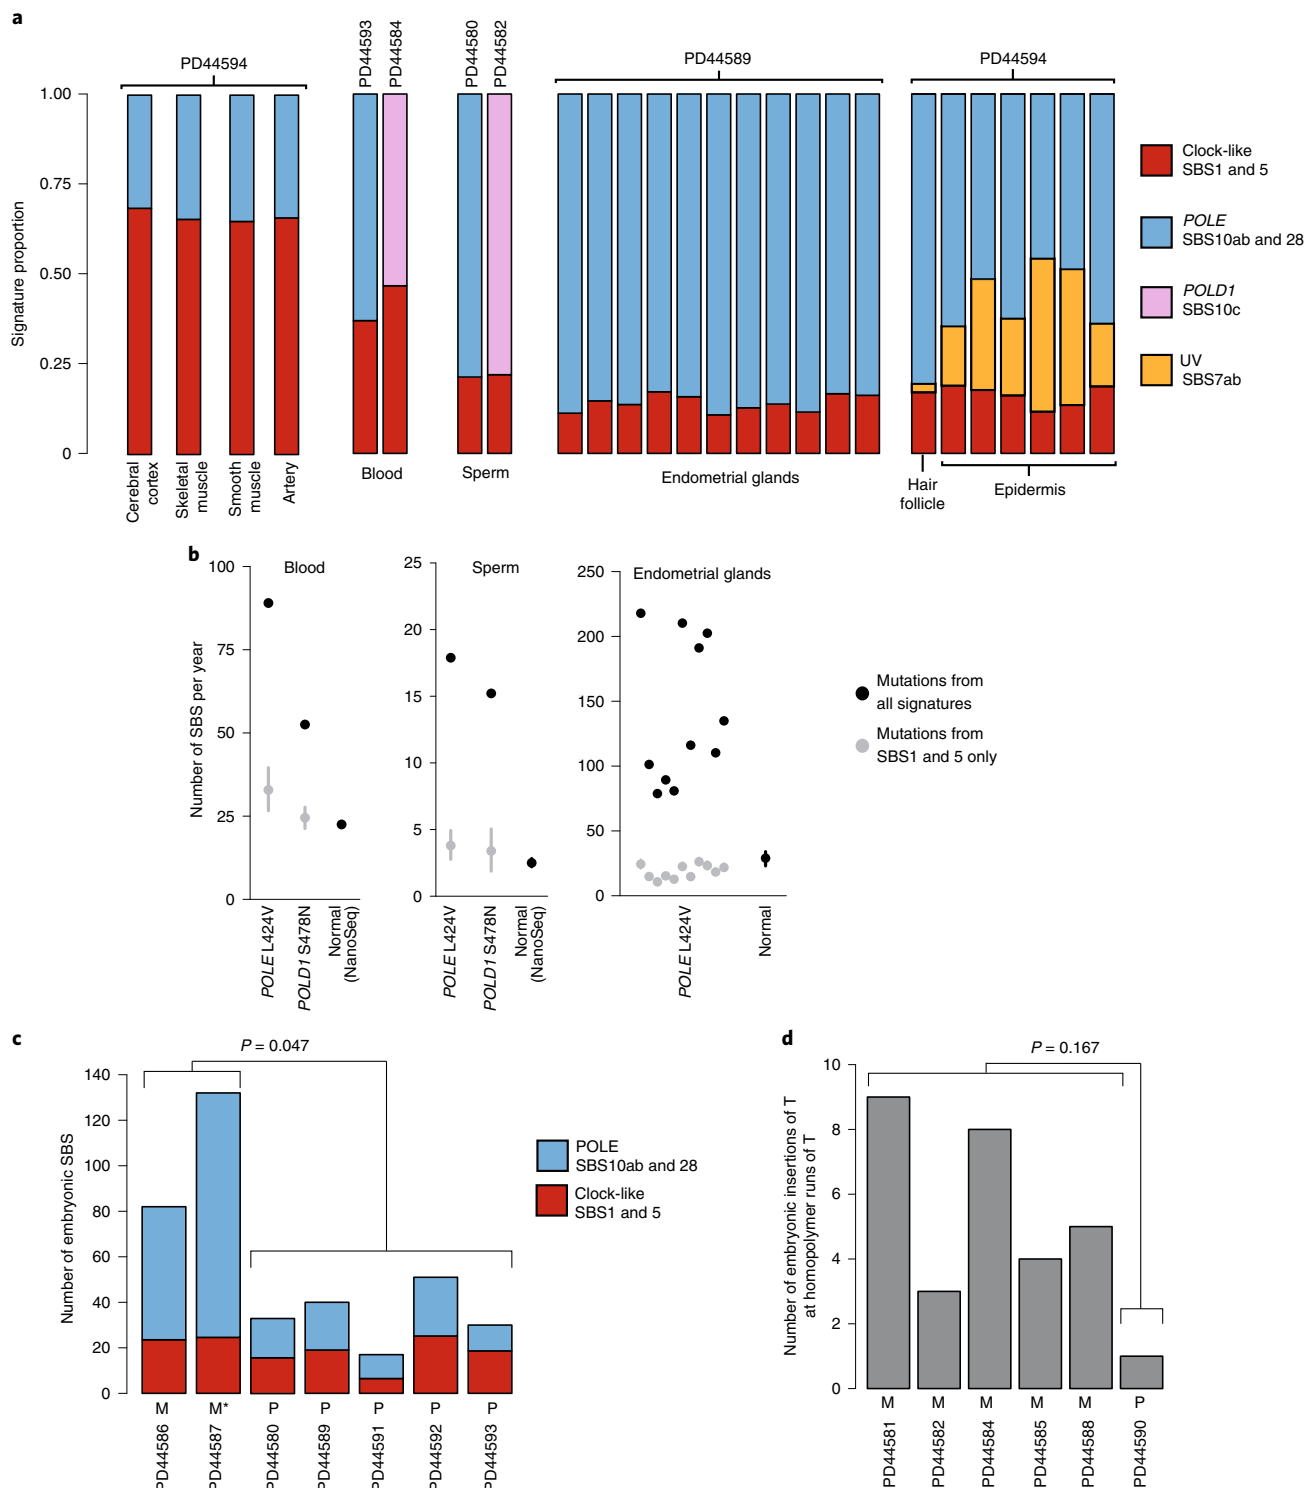 a
PD44594
PD44593
PD44584
PD44580
PD44582
PD44589
PD44594
Signature proportion
1.00
0.75
0.50
0.25
0
Cerebral
cortex
Skeletal
muscle
Smooth
muscle
Artery
Blood
Sperm
Endometrial glands
Hair
follicle
Epidermis
Clock-like
SBS1 and 5
POLE
SBS10ab and 28
POLD1
SBS10c
UV
SBS7ab
b
Number of SBS per year
Blood
100
75
50
25
0
POLE L424V
POLD1 S478N
Normal
(NanoSeq)
Sperm
25
20
15
10
5
0
POLE L424V
POLD1 S478N
Normal
(NanoSeq)
Endometrial glands
250
200
150
100
50
0
POLE L424V
Normal
Mutations from
all signatures
Mutations from
SBS1 and 5 only
c
P = 0.047
Number of embryonic SBS
140
120
100
80
60
40
20
0
M M* P P P P P
PD44586
PD44587
PD44580
PD44589
PD44591
PD44592
PD44593
POLE
SBS10ab and 28
Clock-like
SBS1 and 5
d
P = 0.167
Number of embryonic insertions of T
at homopolymer runs of T
10
8
6
4
2
0
M M M M M P
PD44581
PD44582
PD44584
PD44585
PD44588
PD44590